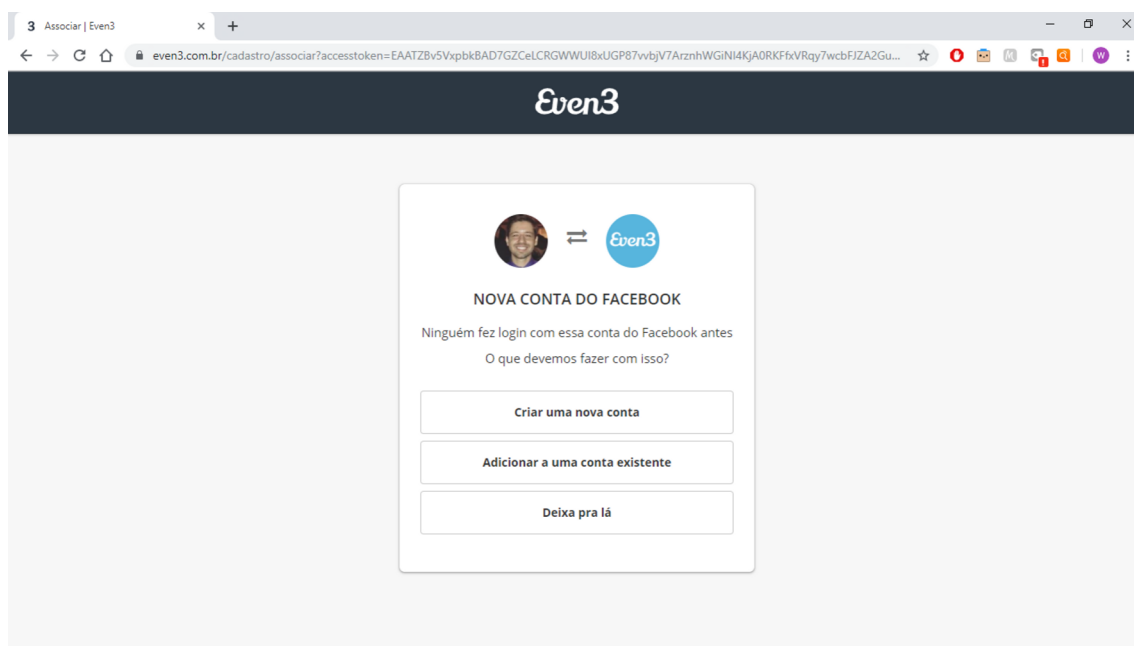 3 Associar | Even3
even3.com.br/cadastro/associar?accesstoken=EAATZBv5VxpbkBAD7GZCeLCRGWWUI8xUGP87vvbjV7ArznhWGiNI4KjA0RKFfxVRqy7wcbFJZA2Gu...
W
Even3
Even3
NOVA CONTA DO FACEBOOK
Ninguém fez login com essa conta do Facebook antes
O que devemos fazer com isso?
Criar uma nova conta
Adicionar a uma conta existente
Deixa pra lá